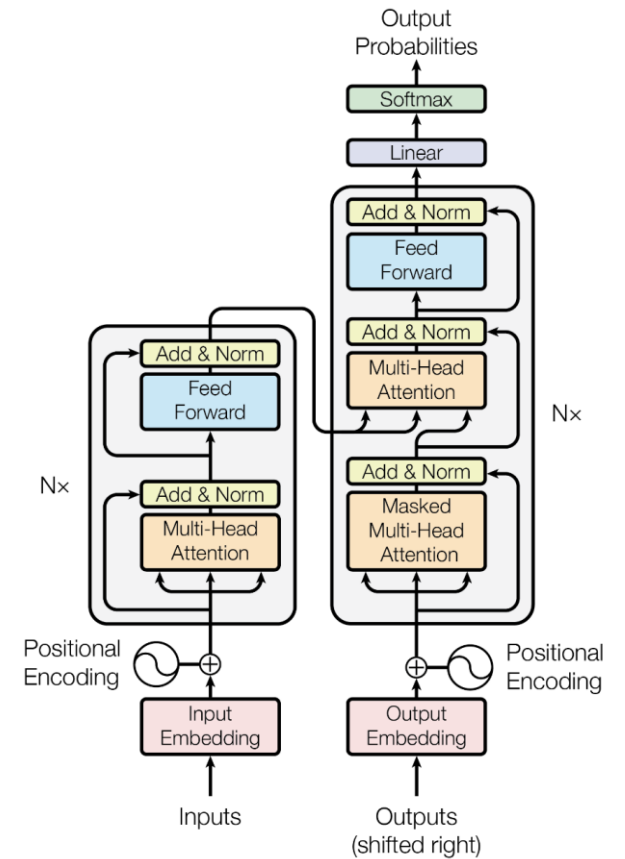 Output
Probabilities
Softmax
Linear
Add & Norm
Feed
Forward
Add & Norm
Multi-Head
Attention
Add & Norm
Masked
Multi-Head
Attention
N×
Add & Norm
Feed
Forward
Add & Norm
Multi-Head
Attention
N×
Positional
Encoding
Positional
Encoding
Input
Embedding
Output
Embedding
Inputs
Outputs
(shifted right)